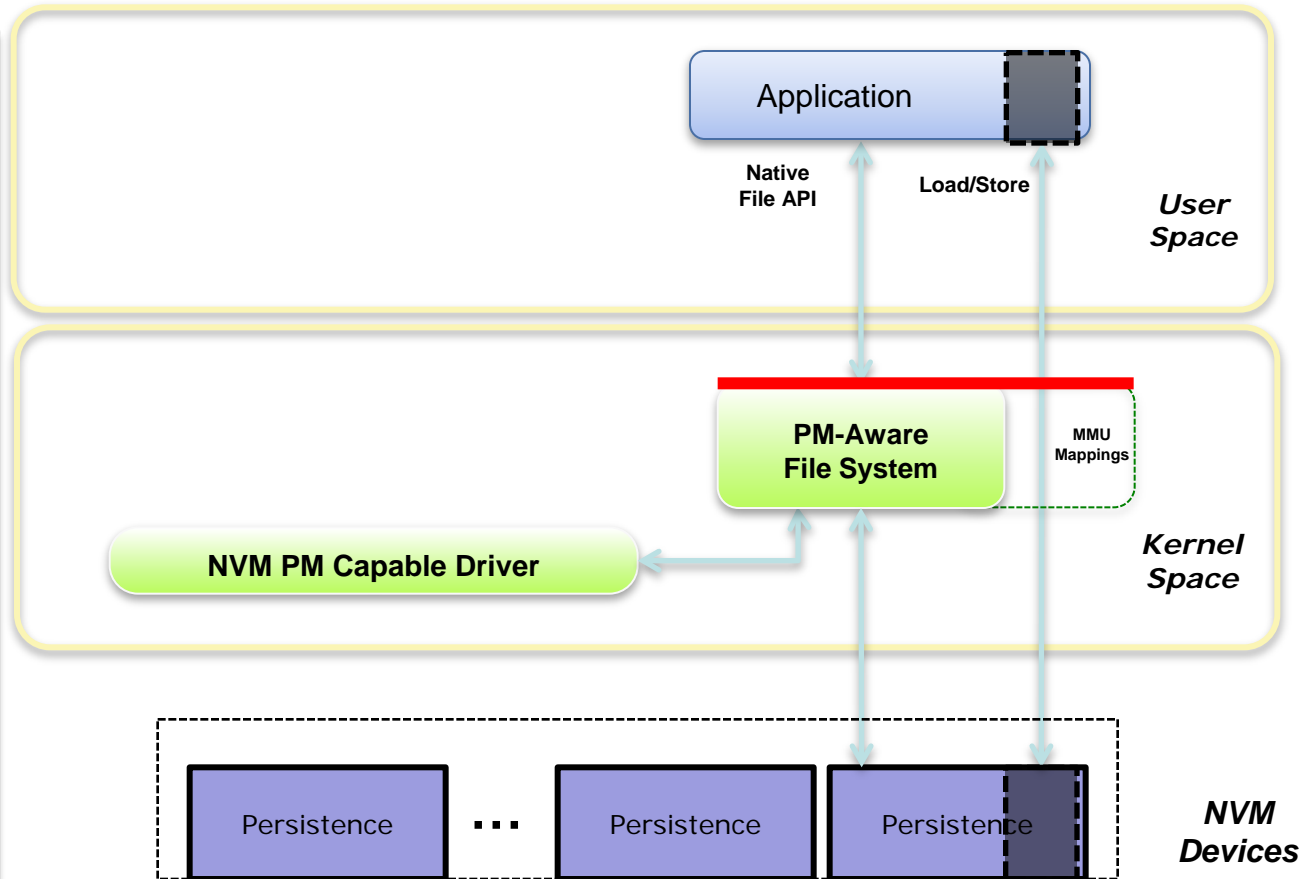 Application
Native
File API
Load/Store
User
Space
PM-Aware
File System
MMU
Mappings
NVM PM Capable Driver
Kernel
Space
Persistence
...
Persistence
Persistence
NVM
Devices